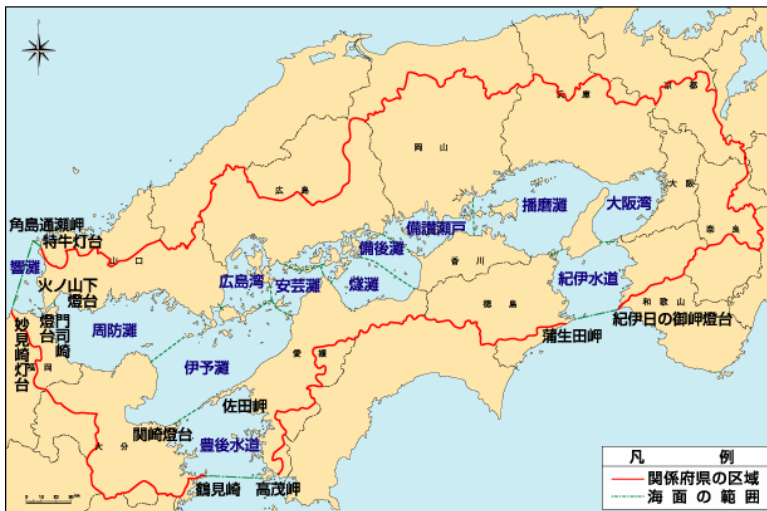 京都
兵庫
岡山
広島
大阪
播磨灘
大阪湾
角島通瀬岬
特牛灯台
備讃瀬戸
奈良
備後灘
山口
香川
響灘
広島湾
安芸灘
燧灘
紀伊水道
火ノ山下
燈台
徳島
和歌山
紀伊日の御岬燈台
周防灘
門司崎
燈台
妙見崎灯台
福岡
蒲生田岬
愛媛
伊予灘
佐田岬
関崎燈台
大分
豊後水道
鶴見崎
高茂岬
凡 例
関係府県の区域
海面の範囲